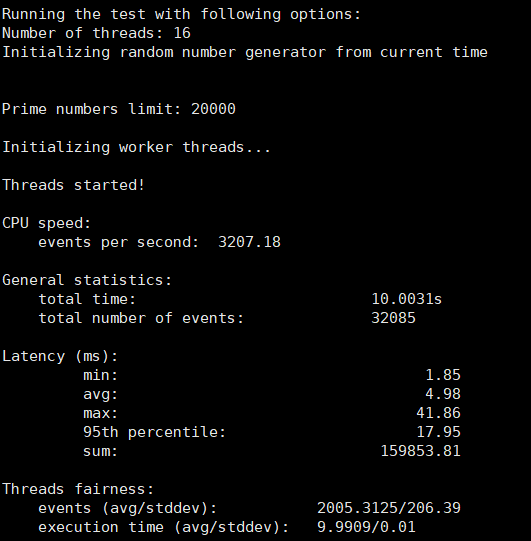 Running the test with following options:
Number of threads: 16
Initializing random number generator from current time
Prime numbers limit: 20000
Initializing worker threads...
Threads started!
CPU speed:
events per second: 3207.18
General statistics:
total time: 10.0031s
total number of events: 32085
Latency (ms):
min: 1.85
avg: 4.98
max: 41.86
95th percentile: 17.95
sum: 159853.81
Threads fairness:
events (avg/stddev): 2005.3125/206.39
execution time (avg/stddev): 9.9909/0.01